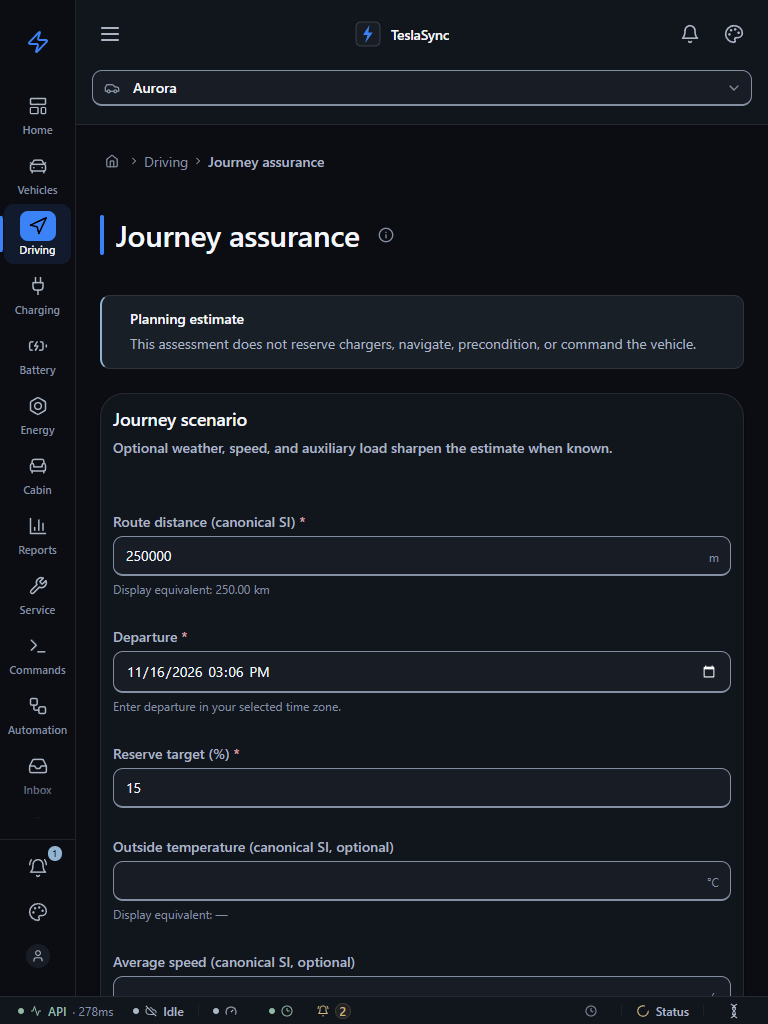 TeslaSync
Aurora
Home
Vehicles
Driving
Charging
Battery
Energy
Cabin
Reports
Service
Commands
Automation
Inbox
1
Driving
Journey assurance
Journey assurance
Planning estimate
This assessment does not reserve chargers, navigate, precondition, or command the vehicle.
Journey scenario
Optional weather, speed, and auxiliary load sharpen the estimate when known.
Route distance (canonical SI) *
250000 m
Display equivalent: 250.00 km
Departure *
11/16/2026 03:06 PM
Enter departure in your selected time zone.
Reserve target (%) *
15
Outside temperature (canonical SI, optional)
°C
Display equivalent: —
Average speed (canonical SI, optional)
API · 278ms
Idle
2
Status